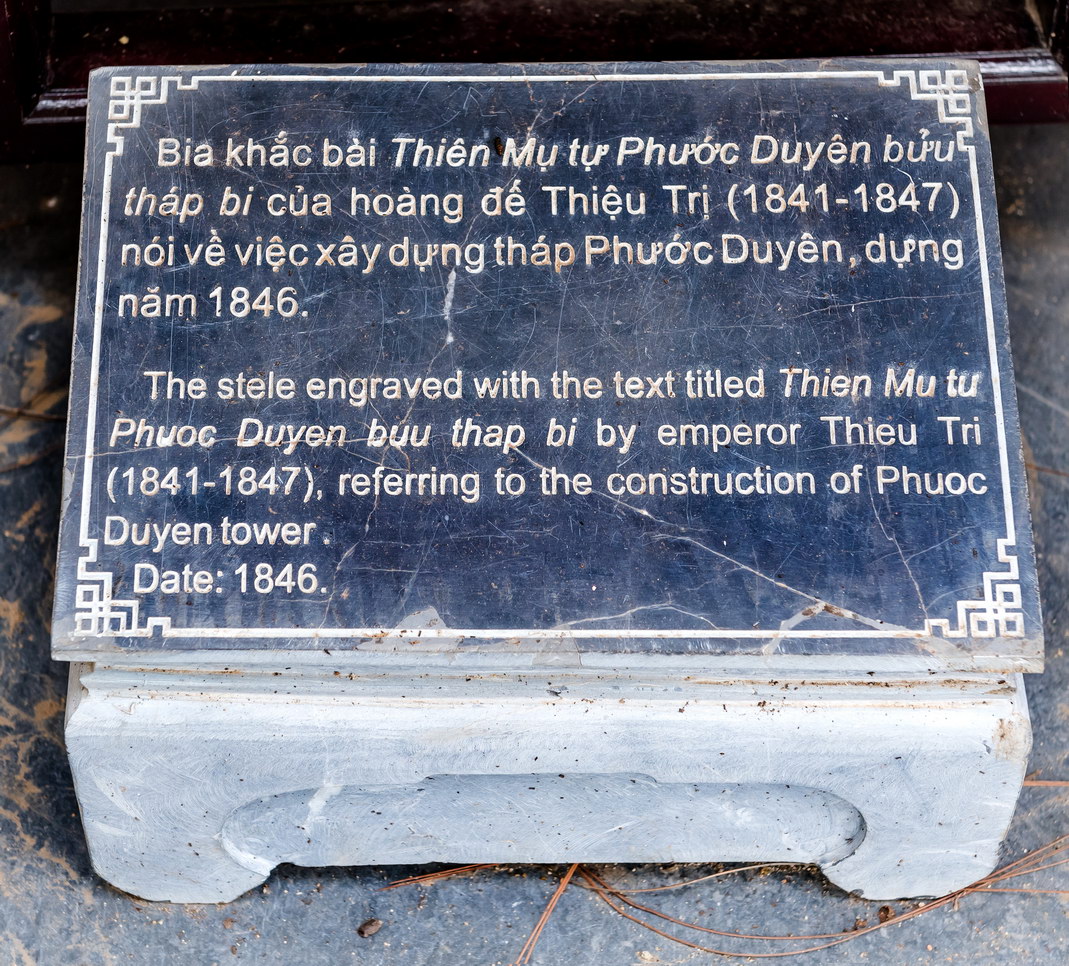 Bia khắc bài Thiên Mụ tự Phước Duyên bửu
tháp bi của hoàng đế Thiệu Trị (1841-1847)
nói về việc xây dựng tháp Phước Duyên, dựng
năm 1846.
The stele engraved with the text titled Thien Mu tu
Phuoc Duyen buu thap bi by emperor Thieu Tri
(1841-1847), referring to the construction of Phuoc
Duyen tower .
Date: 1846.